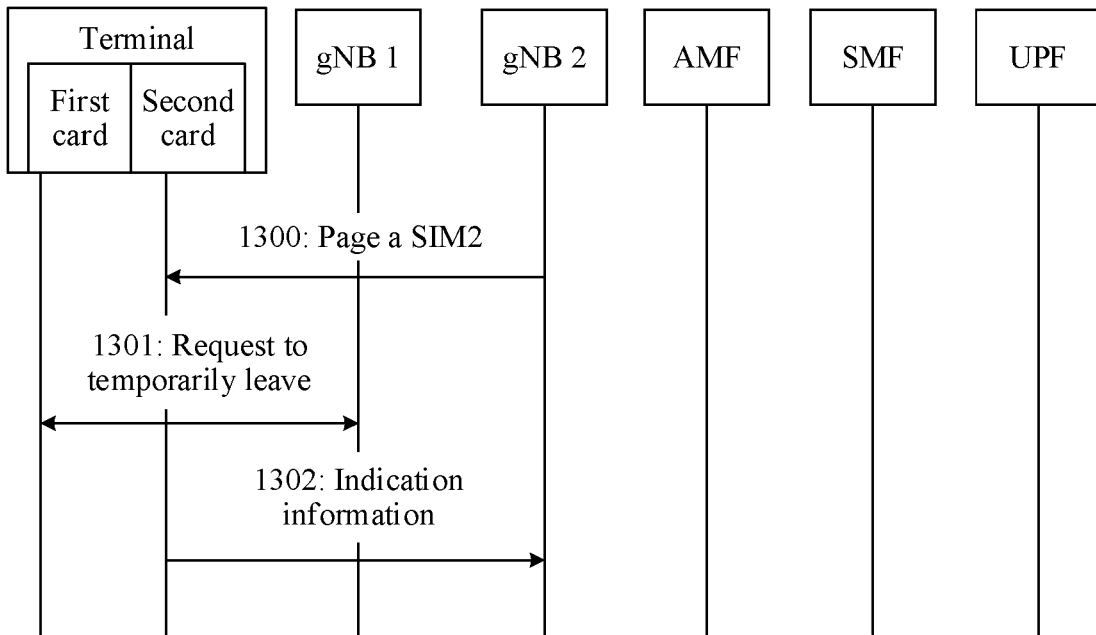 Terminal
First
card
Second
card
gNB 1
gNB 2
AMF
SMF
UPF
1300: Page a SIM2
1301: Request to
temporarily leave
1302: Indication
information